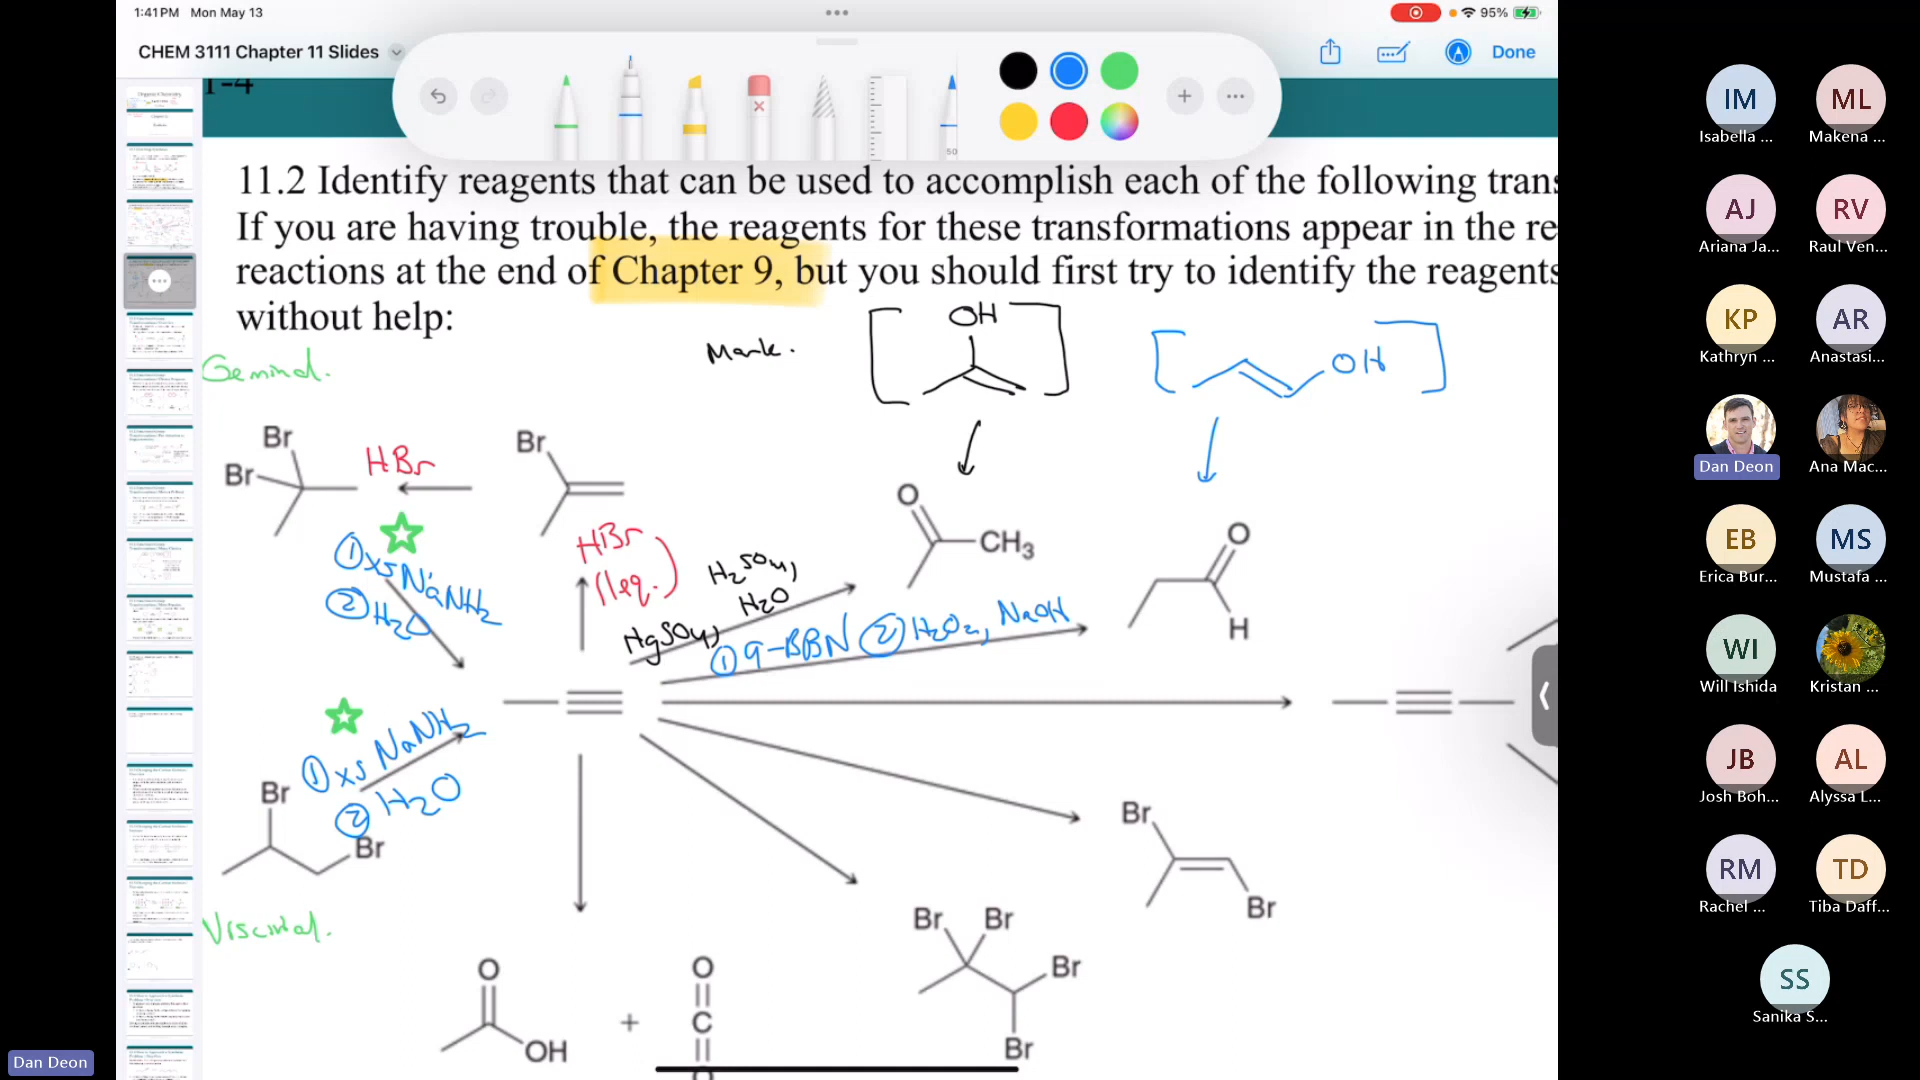 1:41 PM Mon May 13
95%
CHEM 3111 Chapter 11 Slides
Done
50
1-4
11.2 Identify reagents that can be used to accomplish each of the following trans
If you are having trouble, the reagents for these transformations appear in the re
reactions at the end of Chapter 9, but you should first try to identify the reagents
without help:
Geminal.
Mark.
OH
OH
Br
Br
HBr
Br
O
CH3
O
H
① xs NaNH2
② H2O
HBr
(1eq.)
H2SO4,
H2O
HgSO4,
① 9-BBN ② H2O2, NaOH
① xs NaNH2
② H2O
Br
Br
Viscinal.
Br
Br
Br Br
Br
Br
O
OH
+
O
C
O
IM
Isabella ...
ML
Makena ...
AJ
Ariana Ja...
RV
Raul Ven...
KP
Kathryn ...
AR
Anastasi...
Dan Deon
Ana Mac...
EB
Erica Bur...
MS
Mustafa ...
WI
Will Ishida
Kristan ...
JB
Josh Boh...
AL
Alyssa L...
RM
Rachel ...
TD
Tiba Daff...
SS
Sanika S...
Dan Deon